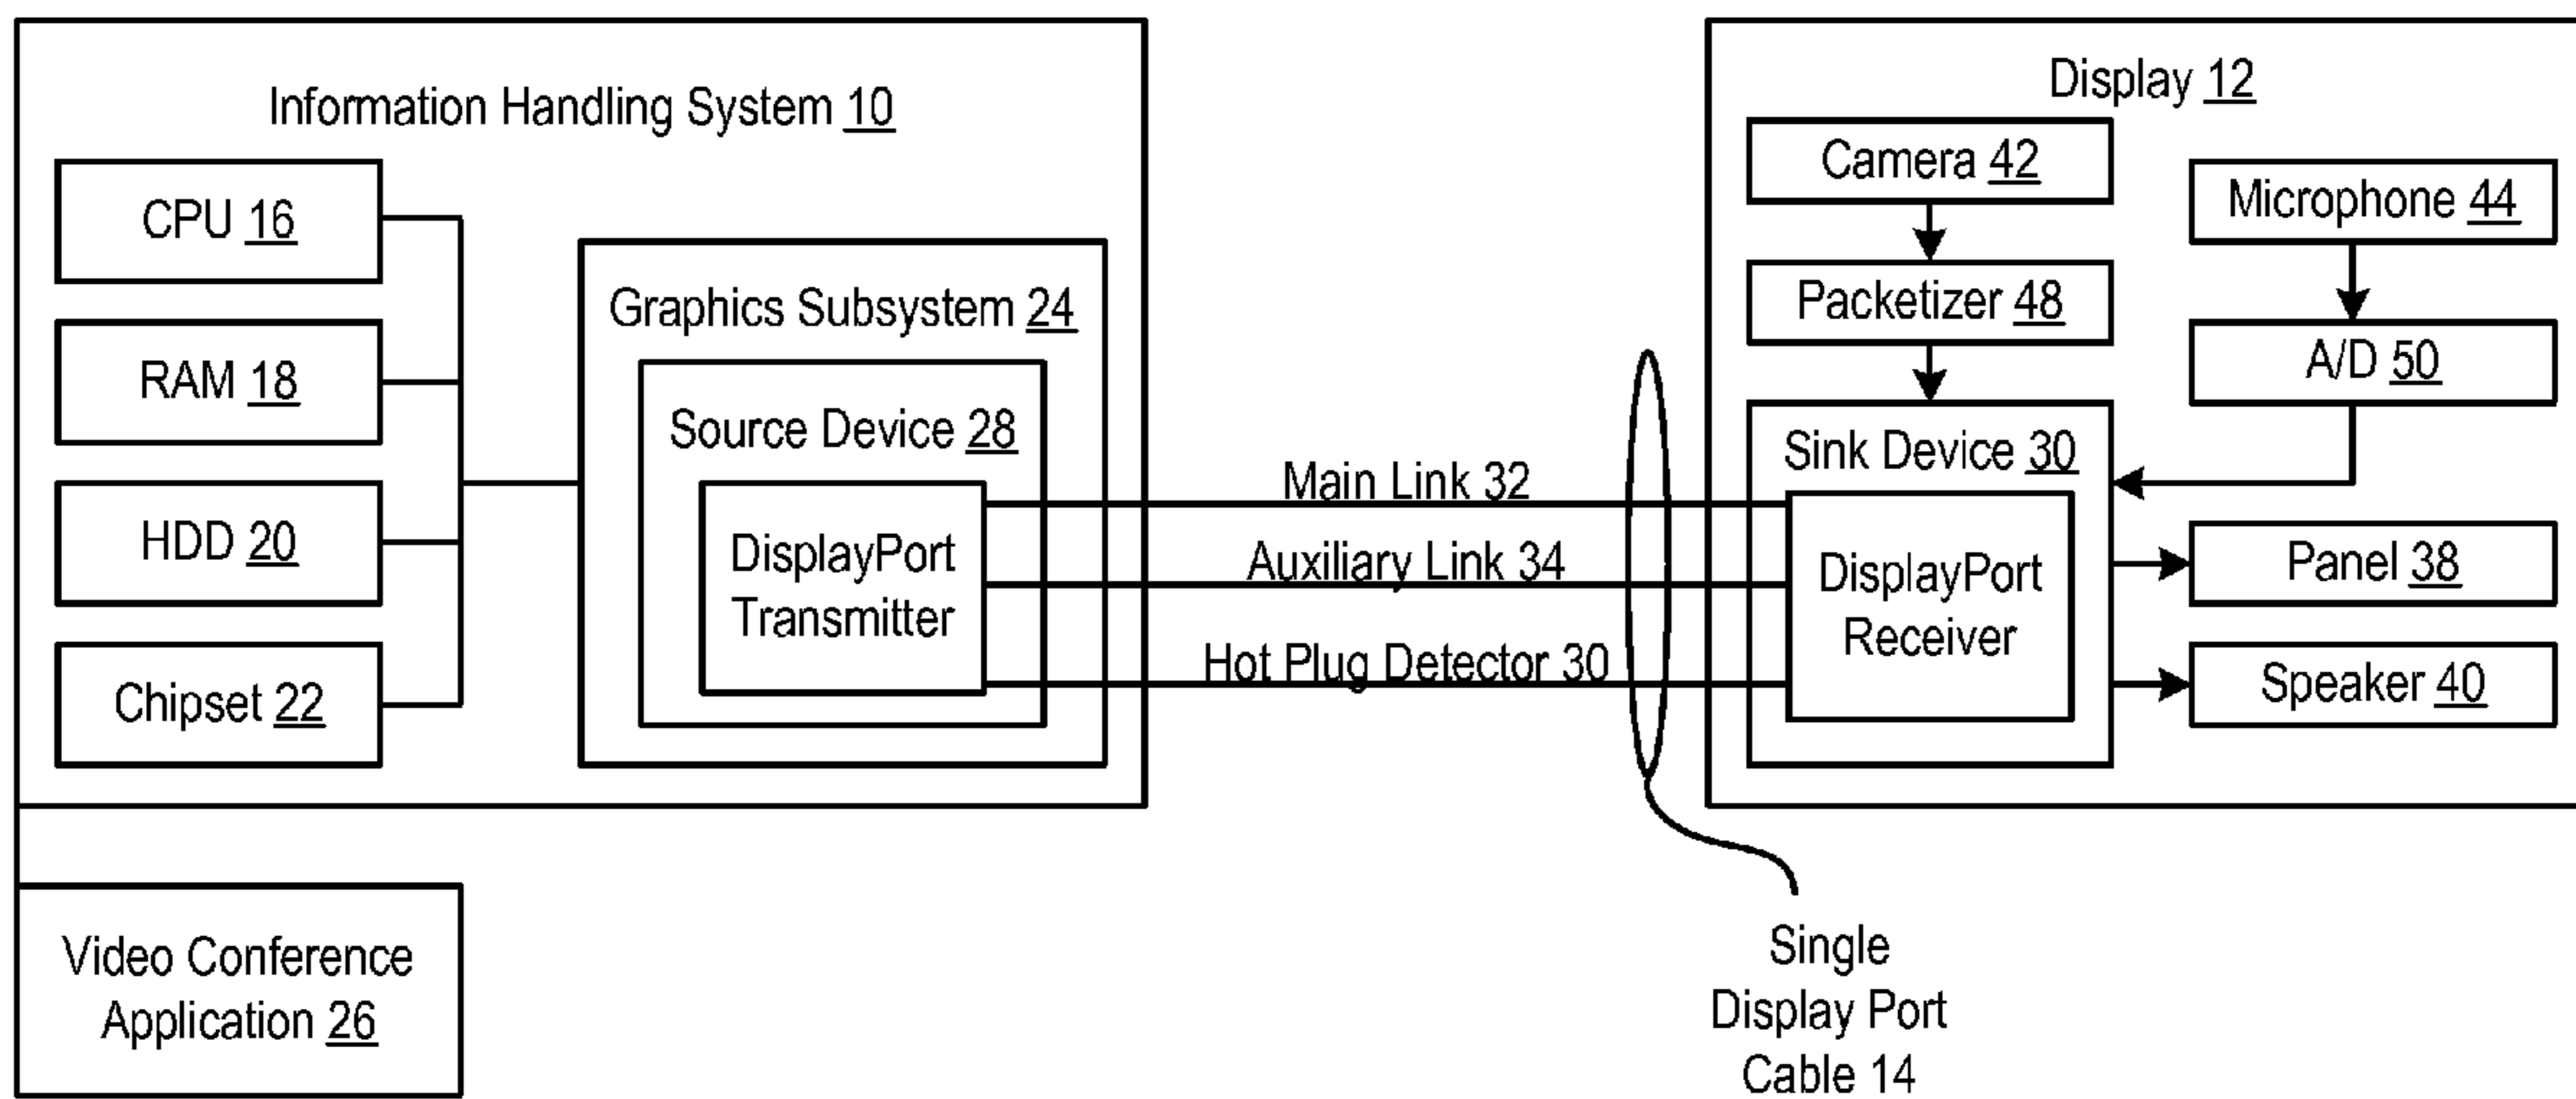 Information Handling System 10
CPU 16
RAM 18
HDD 20
Chipset 22
Graphics Subsystem 24
Source Device 28
DisplayPort
Transmitter
Video Conference
Application 26
Main Link 32
Auxiliary Link 34
Hot Plug Detector 30
Single
Display Port
Cable 14
Display 12
Camera 42
Packetizer 48
Sink Device 30
DisplayPort
Receiver
Microphone 44
A/D 50
Panel 38
Speaker 40